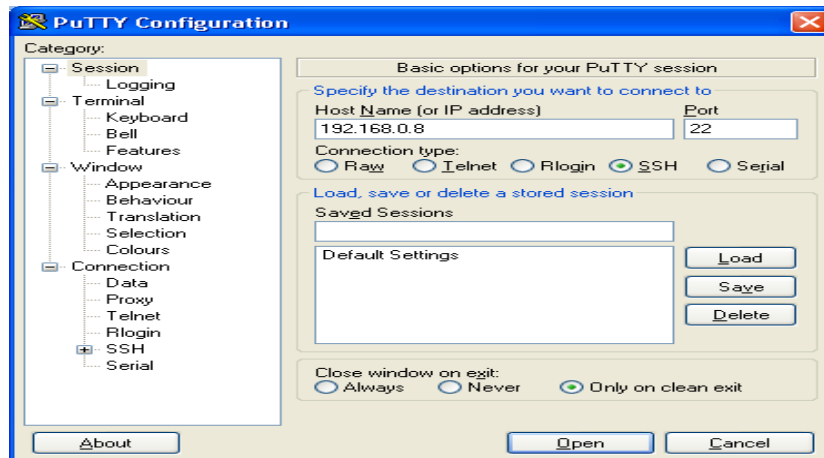 PuTTY Configuration
Category:
Session
Logging
Terminal
Keyboard
Bell
Features
Window
Appearance
Behaviour
Translation
Selection
Colours
Connection
Data
Proxy
Telnet
Rlogin
SSH
Serial
Basic options for your PuTTY session
Specify the destination you want to connect to
Host Name (or IP address) Port
192.168.0.8 22
Connection type:
Raw Telnet Rlogin SSH Serial
Load, save or delete a stored session
Saved Sessions
Default Settings
Load
Save
Delete
Close window on exit:
Always Never Only on clean exit
About Open Cancel